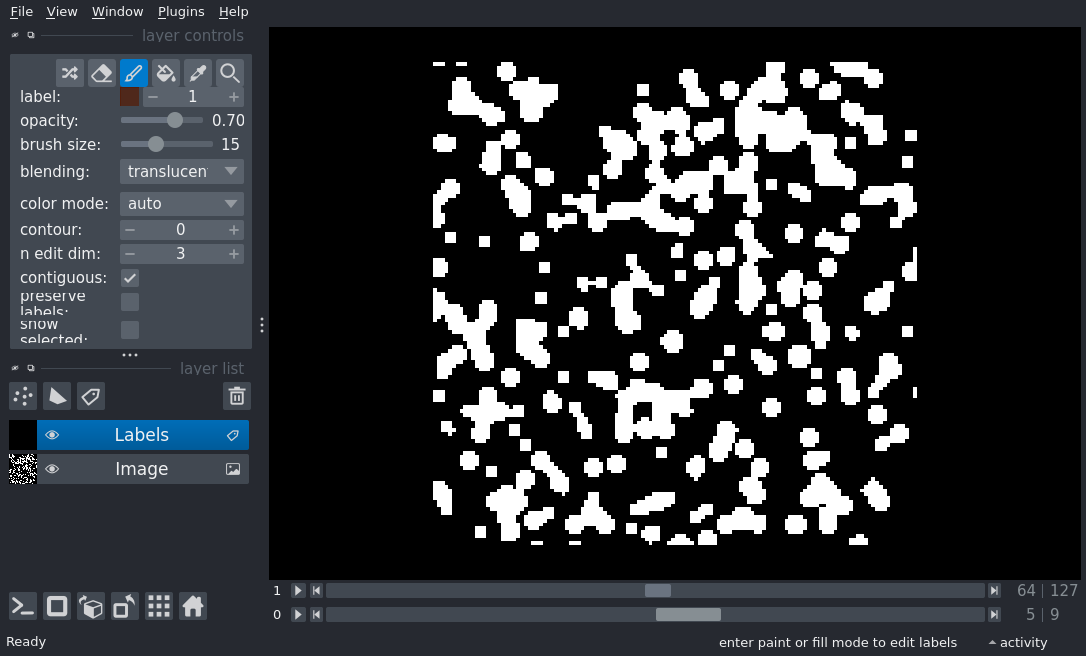 File View Window Plugins Help
layer controls
label: 1
opacity: 0.70
brush size: 15
blending: translucen
color mode: auto
contour: 0
n edit dim: 3
contiguous:
preserve
labels:
show
selected:
layer list
Labels
Image
1 64 127
0 5 9
Ready enter paint or fill mode to edit labels activity